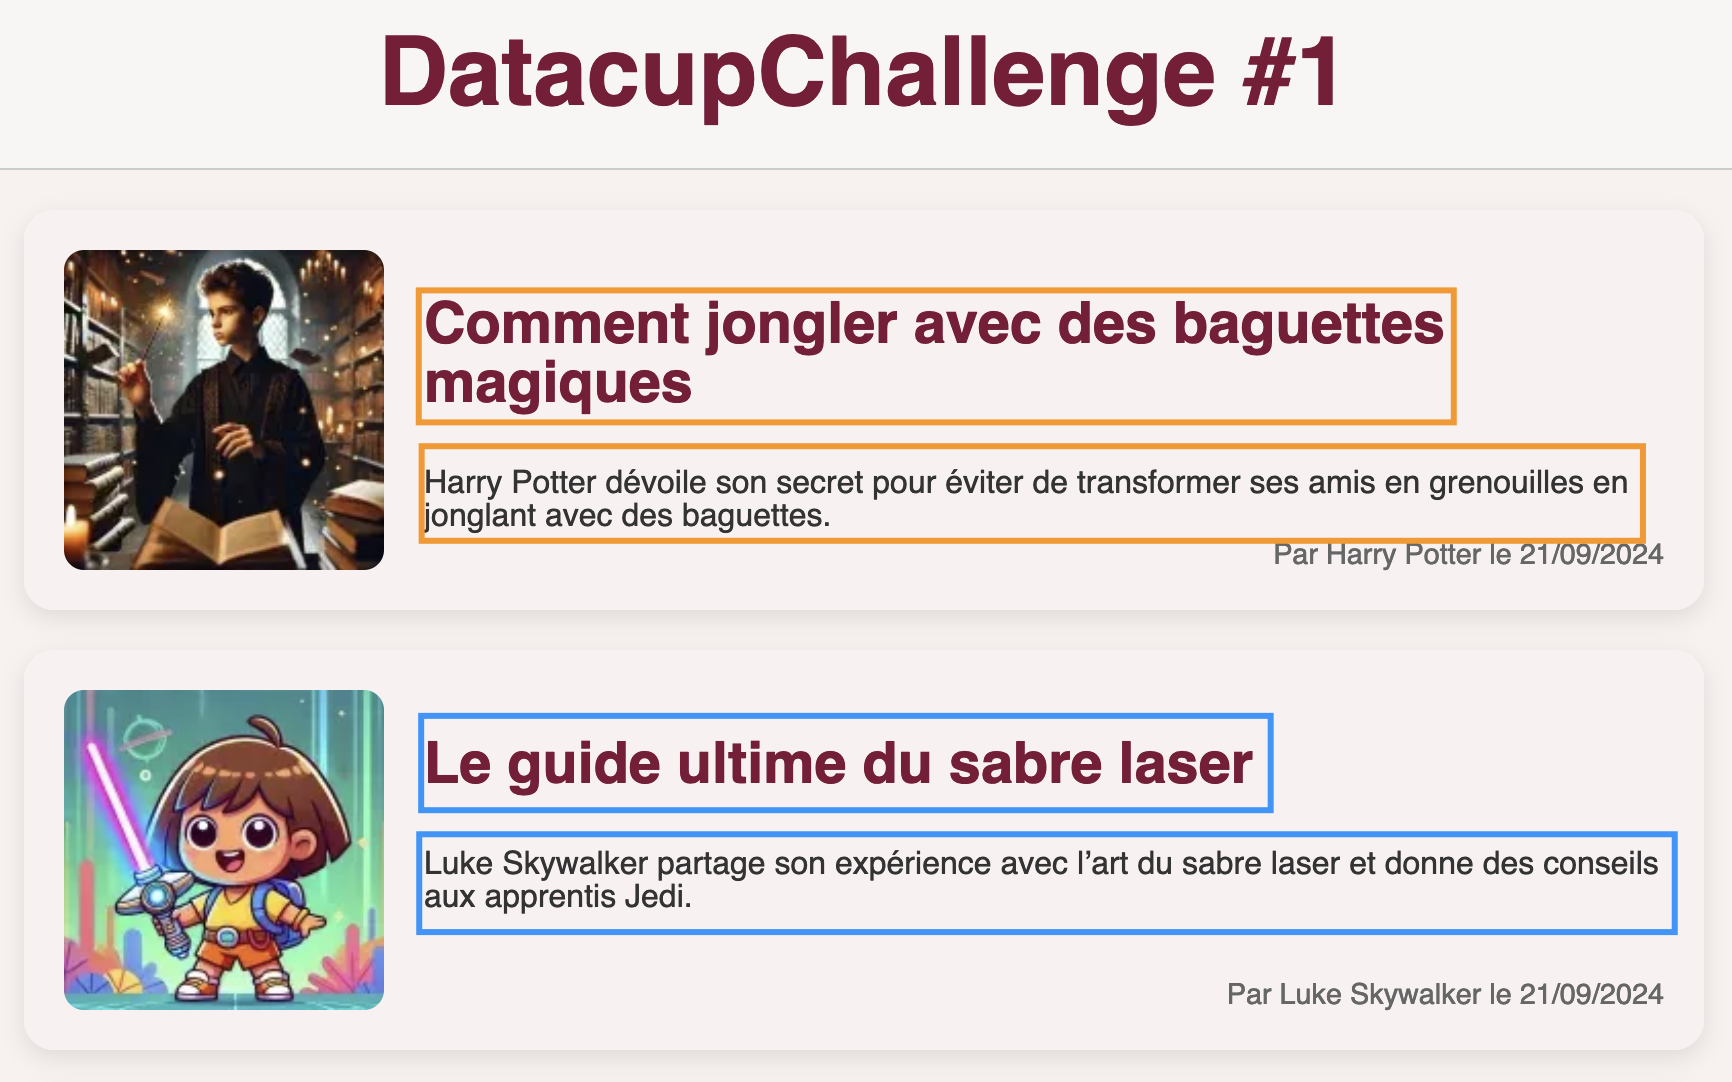 DatacupChallenge #1
Comment jongler avec des baguettes
magiques
Harry Potter dévoile son secret pour éviter de transformer ses amis en grenouilles en
jonglant avec des baguettes.
Par Harry Potter le 21/09/2024
Le guide ultime du sabre laser
Luke Skywalker partage son expérience avec l’art du sabre laser et donne des conseils
aux apprentis Jedi.
Par Luke Skywalker le 21/09/2024